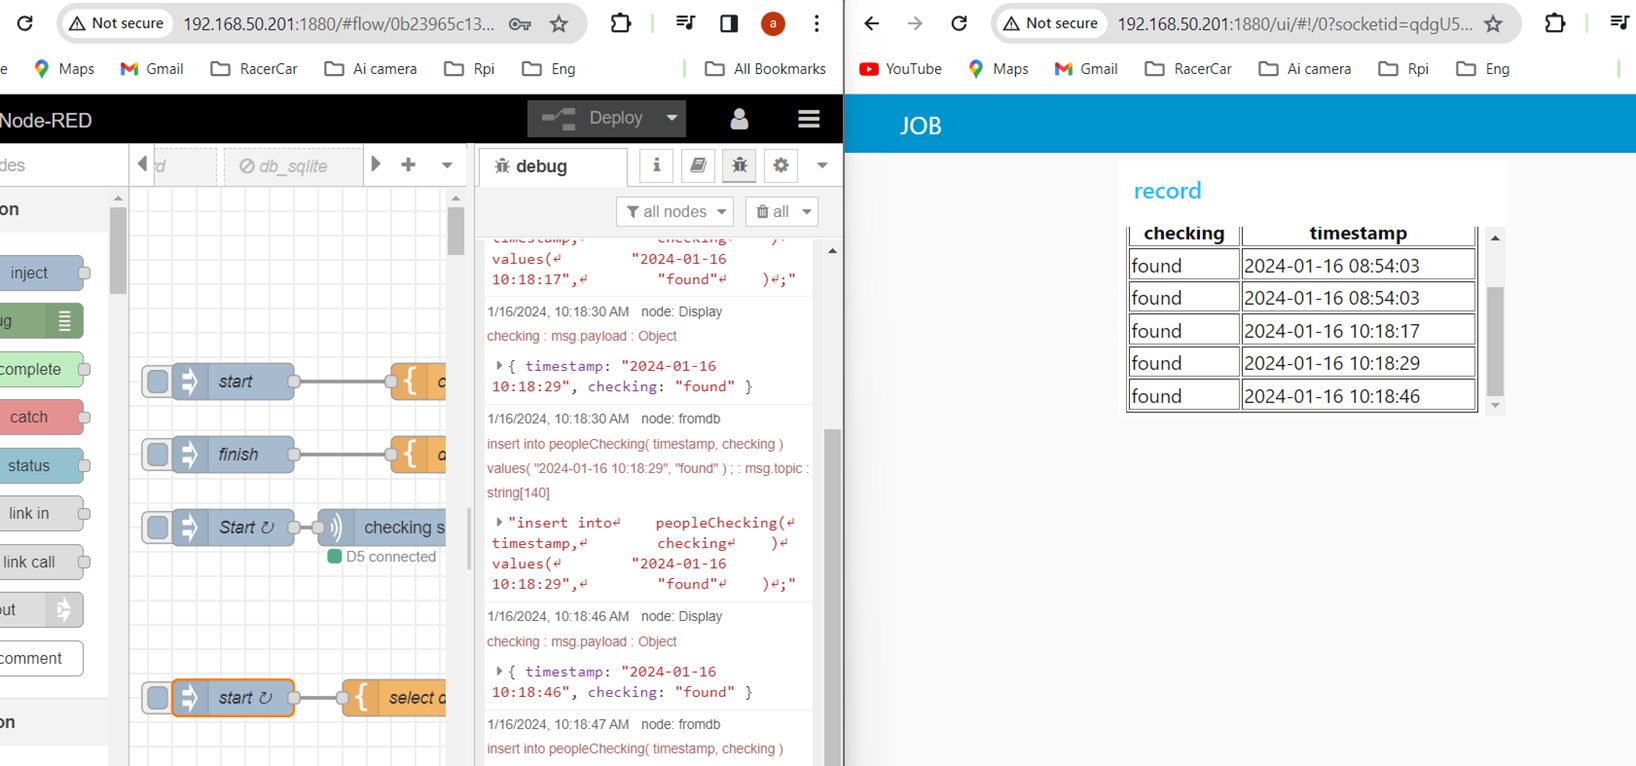 Not secure 192.168.50.201:1880/#flow/0b23965c13... a
e Maps Gmail RacerCar Ai camera Rpi Eng All Bookmarks
Node-RED Deploy
des
rd db_sqlite
debug
all nodes all
on
inject
ug
complete
catch
status
link in
link call
out
comment
on
start c
finish d
Start ↻ checking s
D5 connected
start ↻ select d
timestamp,↵ checking↵ )↵
values(↵ "2024-01-16
10:18:17",↵ "found"↵ )↵;"
1/16/2024, 10:18:30 AM node: Display
checking : msg.payload : Object
{ timestamp: "2024-01-16
10:18:29", checking: "found" }
1/16/2024, 10:18:30 AM node: fromdb
insert into peopleChecking( timestamp, checking )
values( "2024-01-16 10:18:29", "found" ) ; : msg.topic :
string[140]
"insert into↵ peopleChecking(↵
timestamp,↵ checking↵ )↵
values(↵ "2024-01-16
10:18:29",↵ "found"↵ )↵;"
1/16/2024, 10:18:46 AM node: Display
checking : msg.payload : Object
{ timestamp: "2024-01-16
10:18:46", checking: "found" }
1/16/2024, 10:18:47 AM node: fromdb
insert into peopleChecking( timestamp, checking )
Not secure 192.168.50.201:1880/ui/#!/0?socketid=qdgU5...
YouTube Maps Gmail RacerCar Ai camera Rpi Eng
JOB
record
checking timestamp
found 2024-01-16 08:54:03
found 2024-01-16 08:54:03
found 2024-01-16 10:18:17
found 2024-01-16 10:18:29
found 2024-01-16 10:18:46